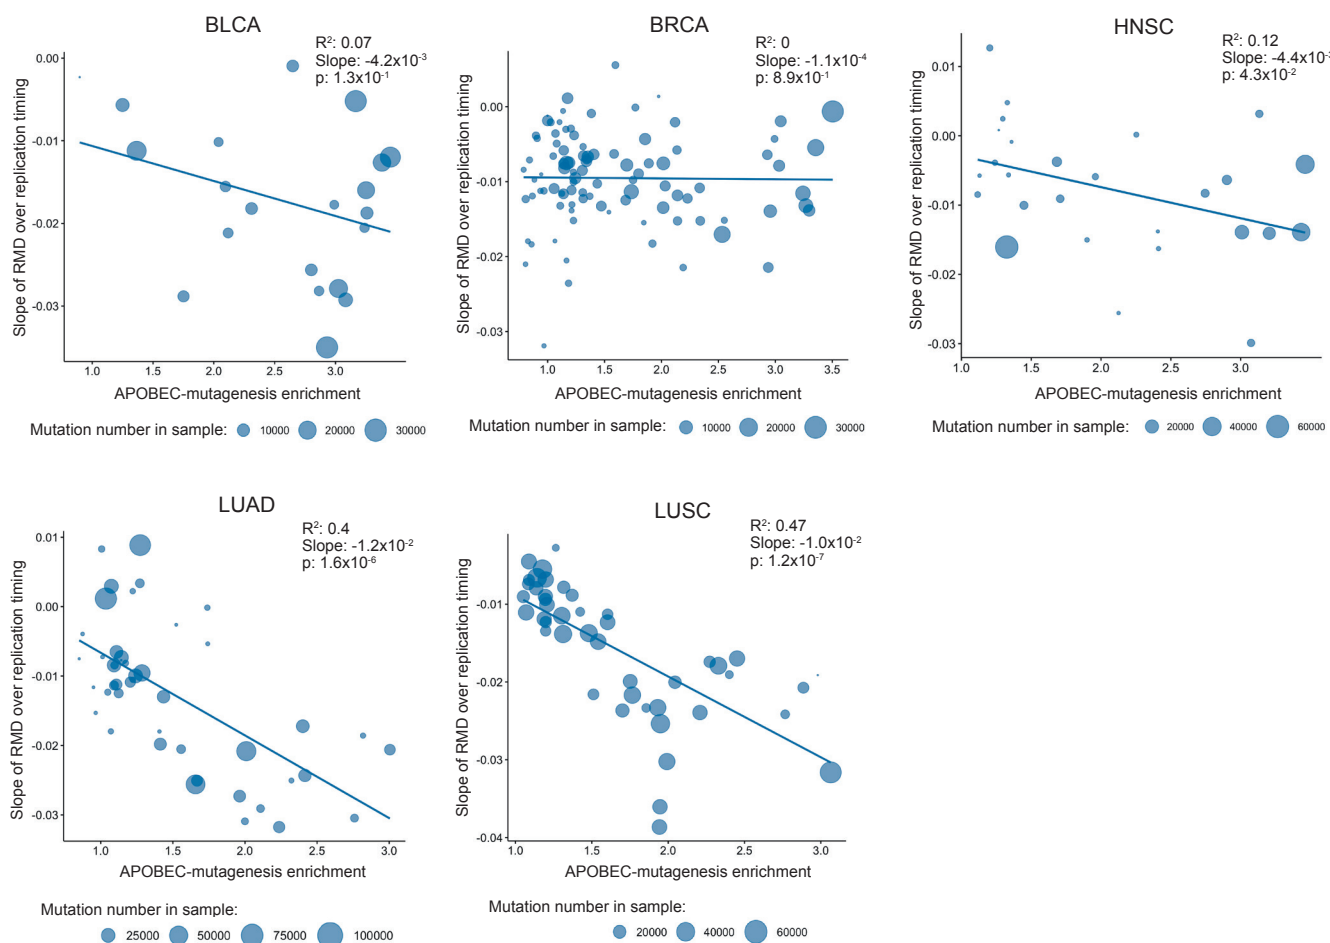 BLCA
R²: 0.07
Slope: -4.2x10⁻³
p: 1.3x10⁻¹
Slope of RMD over replication timing
0.00
-0.01
-0.02
-0.03
1.0 1.5 2.0 2.5 3.0
APOBEC-mutagenesis enrichment
Mutation number in sample: 10000 20000 30000
BRCA
R²: 0
Slope: -1.1x10⁻⁴
p: 8.9x10⁻¹
Slope of RMD over replication timing
0.00
-0.01
-0.02
-0.03
1.0 1.5 2.0 2.5 3.0 3.5
APOBEC-mutagenesis enrichment
Mutation number in sample: 10000 20000 30000
HNSC
R²: 0.12
Slope: -4.4x10⁻
p: 4.3x10⁻²
Slope of RMD over replication timing
0.01
0.00
-0.01
-0.02
-0.03
1.0 1.5 2.0 2.5 3.0
APOBEC-mutagenesis enrichment
Mutation number in sample: 20000 40000 60000
LUAD
R²: 0.4
Slope: -1.2x10⁻²
p: 1.6x10⁻⁶
Slope of RMD over replication timing
0.01
0.00
-0.01
-0.02
-0.03
1.0 1.5 2.0 2.5 3.0
APOBEC-mutagenesis enrichment
Mutation number in sample:
25000 50000 75000 100000
LUSC
R²: 0.47
Slope: -1.0x10⁻²
p: 1.2x10⁻⁷
Slope of RMD over replication timing
-0.01
-0.02
-0.03
-0.04
1.0 1.5 2.0 2.5 3.0
APOBEC-mutagenesis enrichment
Mutation number in sample:
20000 40000 60000